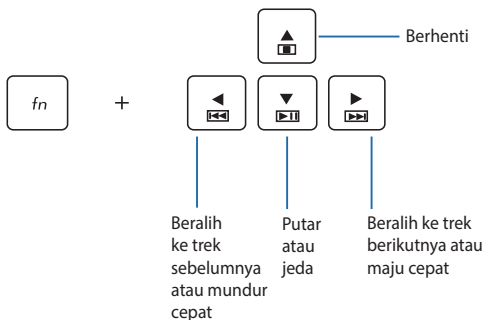 Berhenti
fn +
Beralih
ke trek
sebelumnya
atau mundur
cepat
Putar
atau
jeda
Beralih ke trek
berikutnya atau
maju cepat